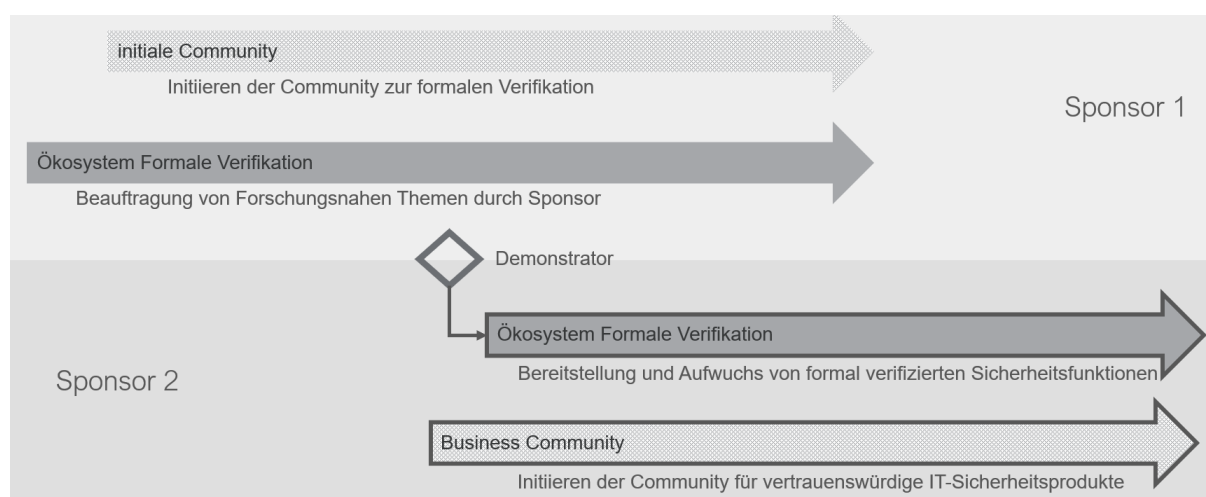 initiale Community
Initiieren der Community zur formalen Verifikation
Sponsor 1
Ökosystem Formale Verifikation
Beauftragung von Forschungsnahen Themen durch Sponsor
Demonstrator
Ökosystem Formale Verifikation
Bereitstellung und Aufwuchs von formal verifizierten Sicherheitsfunktionen
Sponsor 2
Business Community
Initiieren der Community für vertrauenswürdige IT-Sicherheitsprodukte